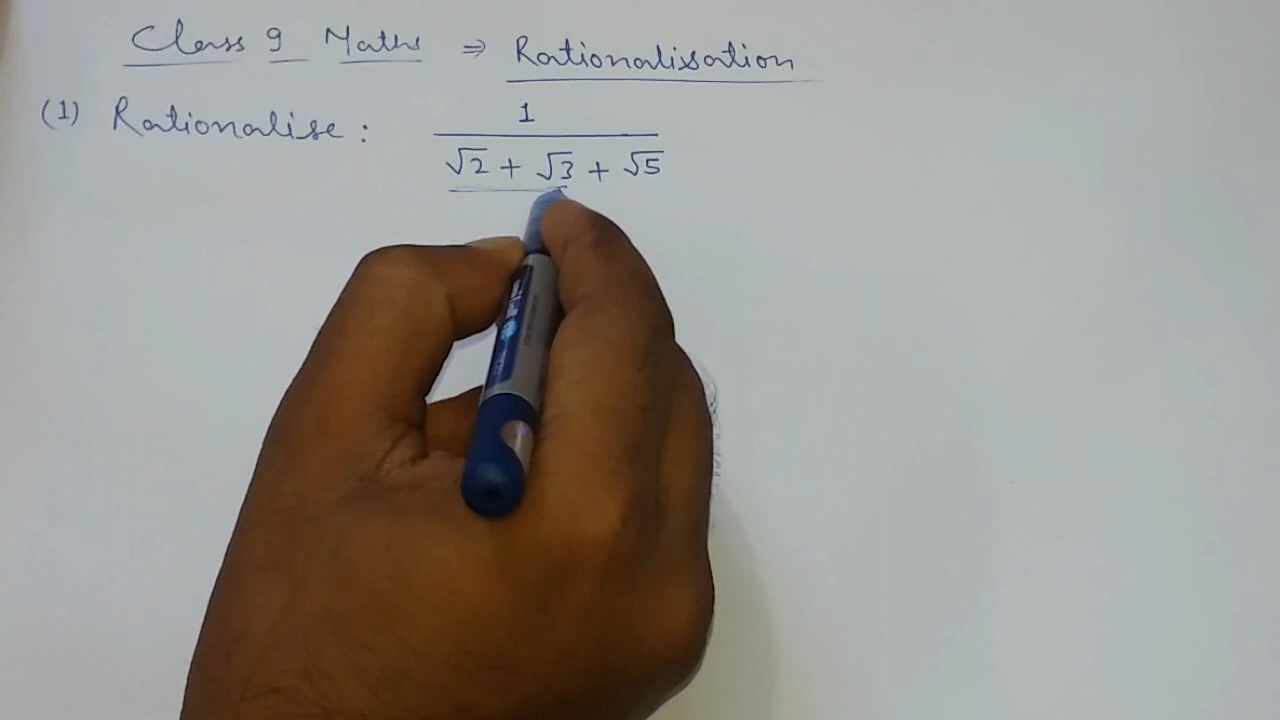 Class 9 Maths ⇒ Rationalisation
(1) Rationalise: 1
√2 + √3 + √5